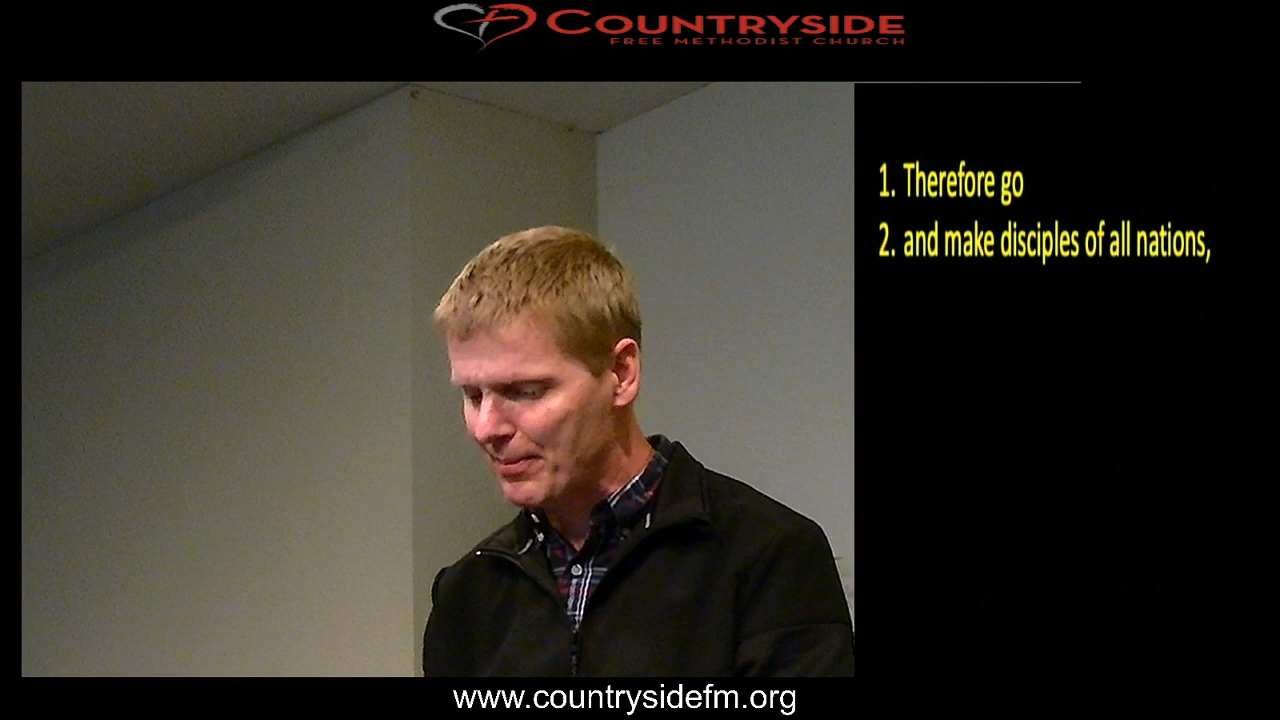 COUNTRYSIDE
FREE METHODIST CHURCH
1. Therefore go
2. and make disciples of all nations,
www.countrysidefm.org